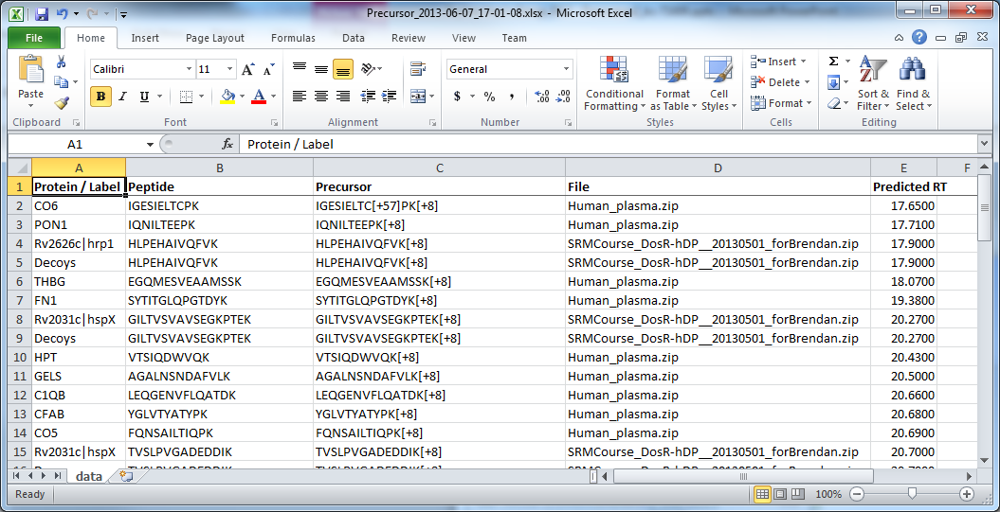 Precursor_2013-06-07_17-01-08.xlsx - Microsoft Excel
File Home Insert Page Layout Formulas Data Review View Team
Calibri 11 General Insert Σ
Paste B I U $ % , Conditional Formatting Format as Table Cell Styles Delete Format Sort & Filter Find & Select
Clipboard Font Alignment Number Styles Cells Editing
A1 fx Protein / Label
A B C D E F
1 Protein / Label Peptide Precursor File Predicted RT
2 CO6 IGESIELTCPK IGESIELTC[+57]PK[+8] Human_plasma.zip 17.6500
3 PON1 IQNILTEEPK IQNILTEEPK[+8] Human_plasma.zip 17.7100
4 Rv2626c|hrp1 HLPEHAIVQFVK HLPEHAIVQFVK[+8] SRMCourse_DosR-hDP__20130501_forBrendan.zip 17.9000
5 Decoys HLPEHAIVQFVK HLPEHAIVQFVK[+8] SRMCourse_DosR-hDP__20130501_forBrendan.zip 17.9000
6 THBG EGQMESVEAAMSSK EGQMESVEAAMSSK[+8] Human_plasma.zip 18.0700
7 FN1 SYTITGLQPGTDYK SYTITGLQPGTDYK[+8] Human_plasma.zip 19.3800
8 Rv2031c|hspX GILTVSVAVSEGKPTEK GILTVSVAVSEGKPTEK[+8] SRMCourse_DosR-hDP__20130501_forBrendan.zip 20.2700
9 Decoys GILTVSVAVSEGKPTEK GILTVSVAVSEGKPTEK[+8] SRMCourse_DosR-hDP__20130501_forBrendan.zip 20.2700
10 HPT VTSIQDWVQK VTSIQDWVQK[+8] Human_plasma.zip 20.4300
11 GELS AGALNSNDAFVLK AGALNSNDAFVLK[+8] Human_plasma.zip 20.5000
12 C1QB LEQGENVFLQATDK LEQGENVFLQATDK[+8] Human_plasma.zip 20.6600
13 CFAB YGLVTYATYPK YGLVTYATYPK[+8] Human_plasma.zip 20.6800
14 CO5 FQNSAILTIQPK FQNSAILTIQPK[+8] Human_plasma.zip 20.6900
15 Rv2031c|hspX TVSLPVGADEDDIK TVSLPVGADEDDIK[+8] SRMCourse_DosR-hDP__20130501_forBrendan.zip 20.7000
data
Ready 100%